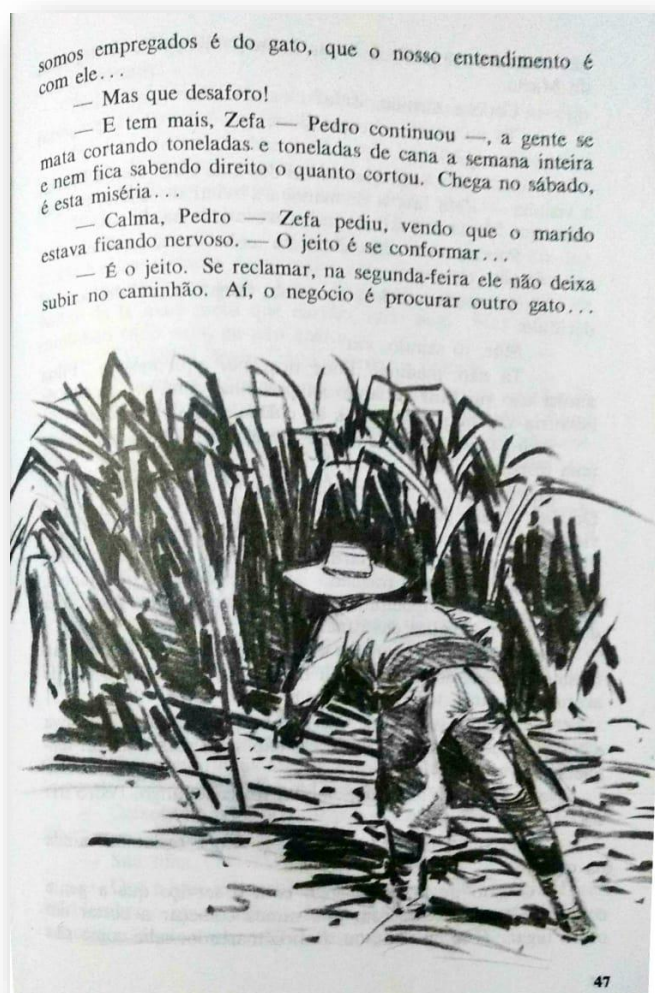 somos empregados é do gato, que o nosso entendimento é
com ele...
— Mas que desaforo!
— E tem mais, Zefa — Pedro continuou —, a gente se
mata cortando toneladas e toneladas de cana a semana inteira
e nem fica sabendo direito o quanto cortou. Chega no sábado,
é esta miséria...
— Calma, Pedro — Zefa pediu, vendo que o marido
estava ficando nervoso. — O jeito é se conformar...
— É o jeito. Se reclamar, na segunda-feira ele não deixa
subir no caminhão. Aí, o negócio é procurar outro gato...
47